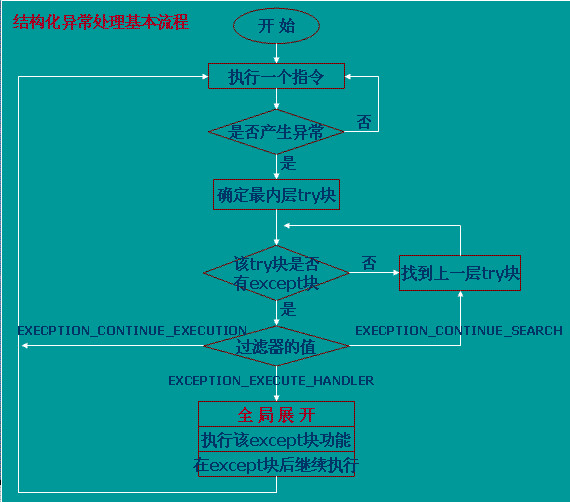 结构化异常处理基本流程
开 始
执行一个指令
是否产生异常
否
是
确定最内层try块
该try块是否
有except块
否
找到上一层try块
是
EXECPTION_CONTINUE_EXECUTION
过滤器的值
EXECPTION_CONTINUE_SEARCH
EXCEPTION_EXECUTE_HANDLER
全 局 展 开
执行该except块功能
在except块后继续执行